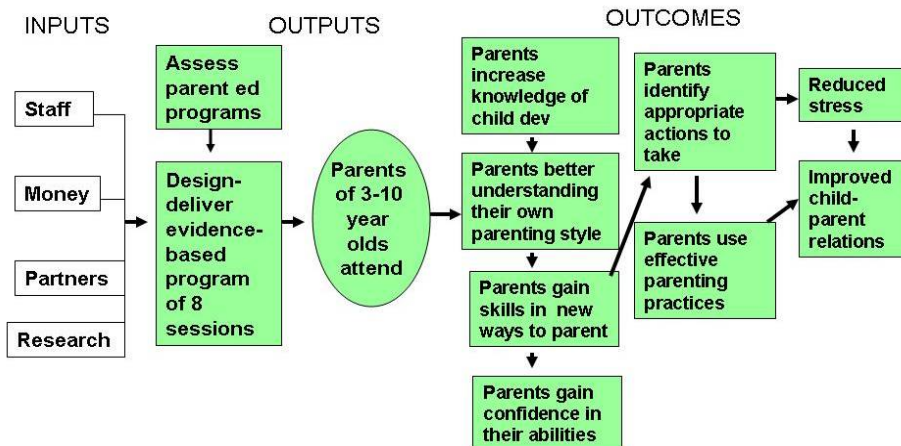 INPUTS
OUTPUTS
OUTCOMES
Staff
Money
Partners
Research
Assess
parent ed
programs
Design-
deliver
evidence-
based
program
of 8
sessions
Parents
of 3-10
year
olds
attend
Parents
increase
knowledge of
child dev
Parents better
understanding
their own
parenting style
Parents gain
skills in new
ways to parent
Parents gain
confidence in
their abilities
Parents
identify
appropriate
actions to
take
Parents use
effective
parenting
practices
Reduced
stress
Improved
child-
parent
relations